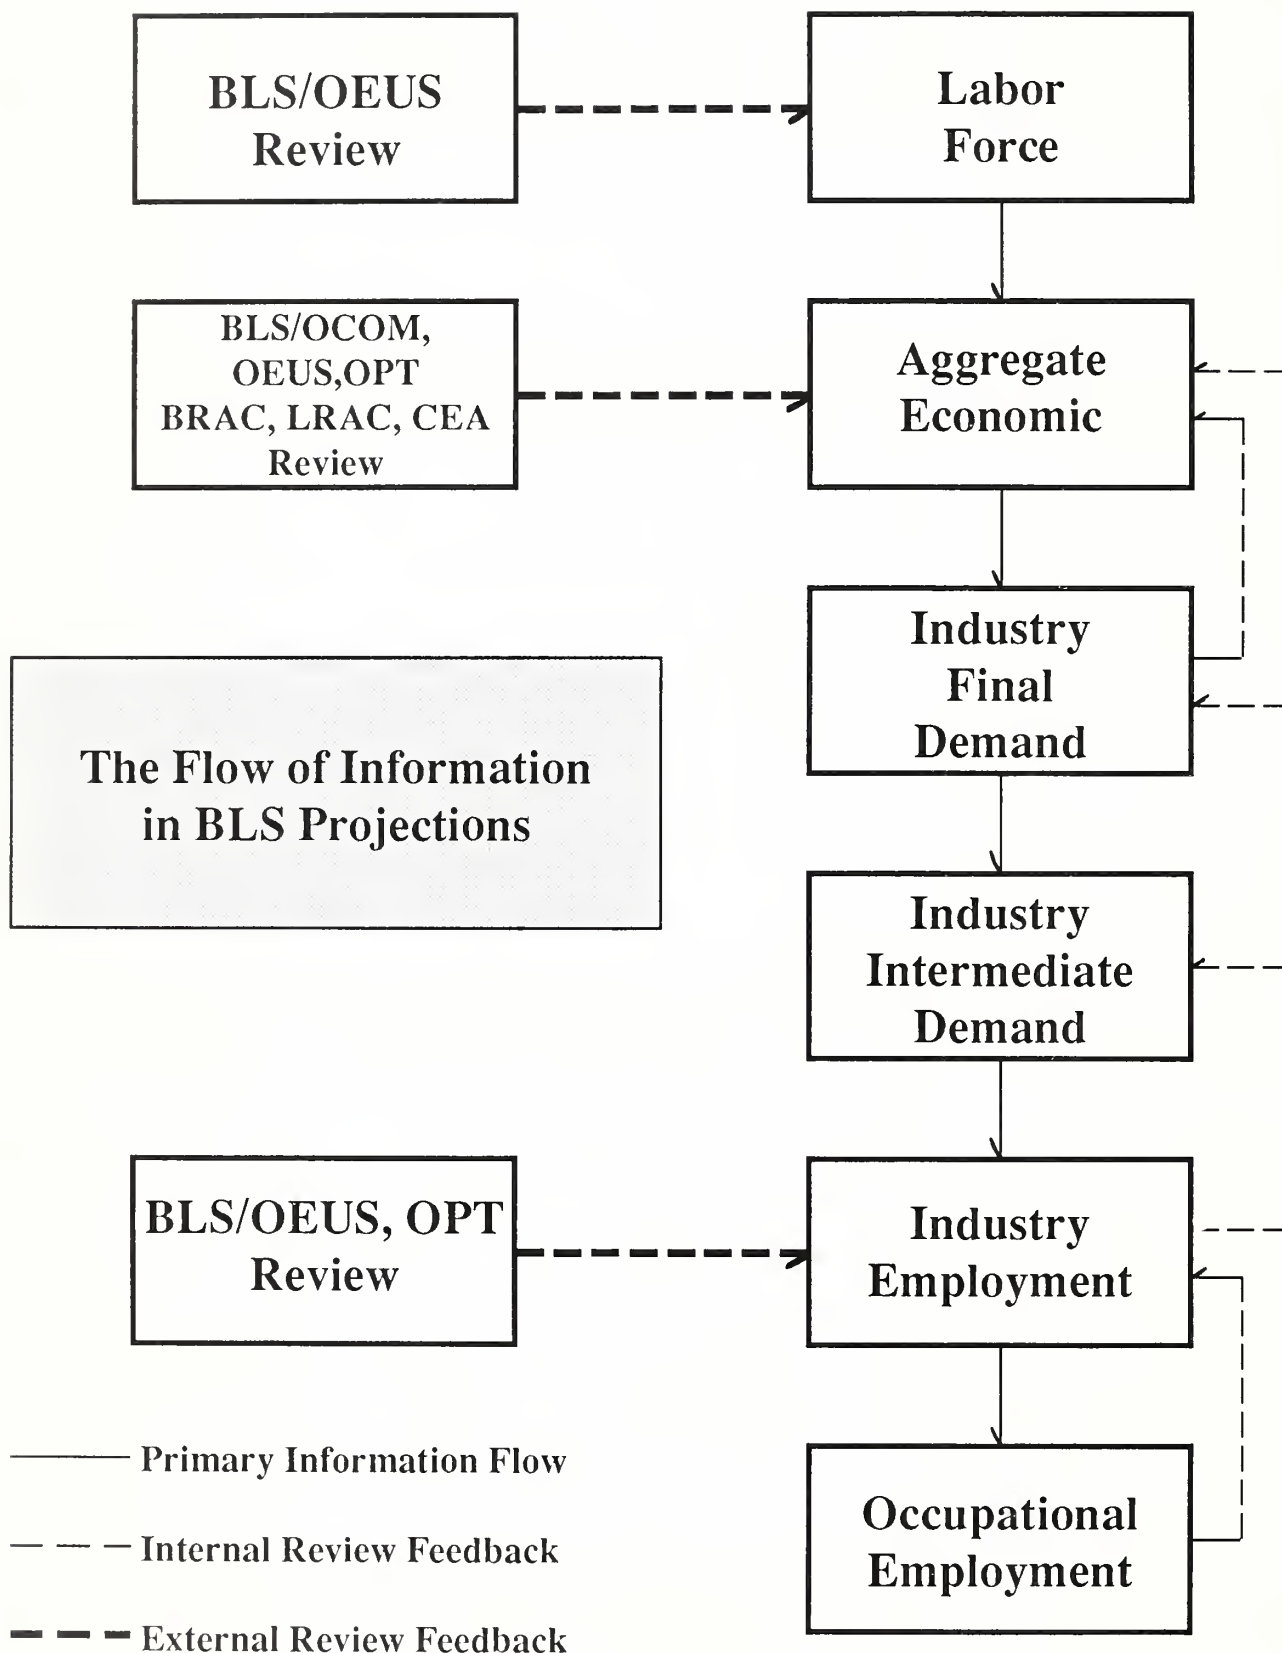 BLS/OEUS
Review
Labor
Force
BLS/OCOM,
OEUS,OPT
BRAC, LRAC, CEA
Review
Aggregate
Economic
Industry
Final
Demand
The Flow of Information
in BLS Projections
Industry
Intermediate
Demand
BLS/OEUS, OPT
Review
Industry
Employment
Primary Information Flow
Internal Review Feedback
External Review Feedback
Occupational
Employment